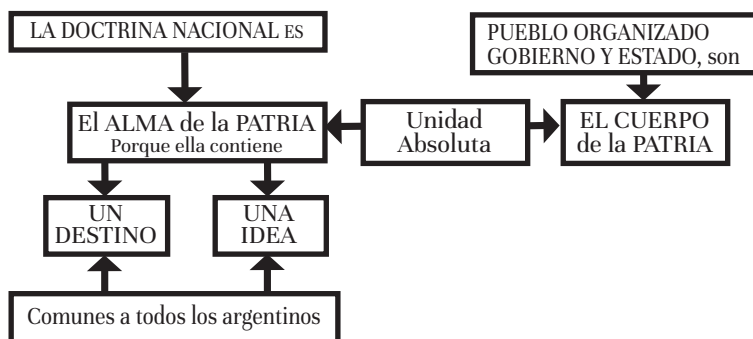 LA DOCTRINA NACIONAL ES
PUEBLO ORGANIZADO
GOBIERNO Y ESTADO, son
El ALMA de la PATRIA
Porque ella contiene
Unidad
Absoluta
EL CUERPO
de la PATRIA
UN
DESTINO
UNA
IDEA
Comunes a todos los argentinos